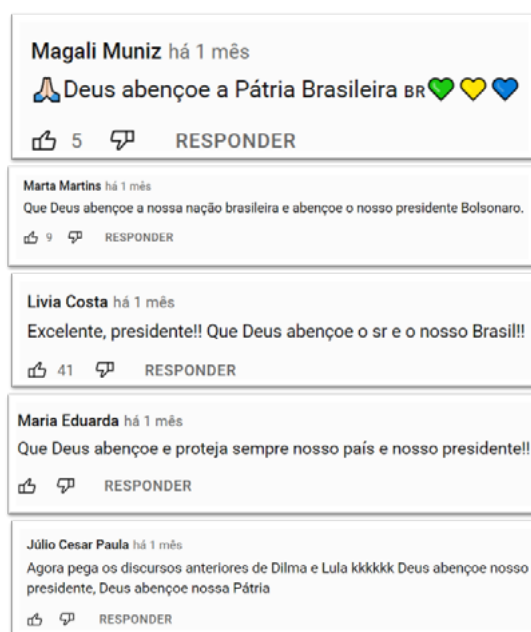 Magali Muniz há 1 mês
🙏🏻Deus abençoe a Pátria Brasileira BR💚💛💙
5 RESPONDER
Marta Martins há 1 mês
Que Deus abençoe a nossa nação brasileira e abençoe o nosso presidente Bolsonaro.
9 RESPONDER
Livia Costa há 1 mês
Excelente, presidente!! Que Deus abençoe o sr e o nosso Brasil!!
41 RESPONDER
Maria Eduarda há 1 mês
Que Deus abençoe e proteja sempre nosso país e nosso presidente!!
RESPONDER
Júlio Cesar Paula há 1 mês
Agora pega os discursos anteriores de Dilma e Lula kkkkkk Deus abençoe nosso
presidente, Deus abençoe nossa Pátria
RESPONDER